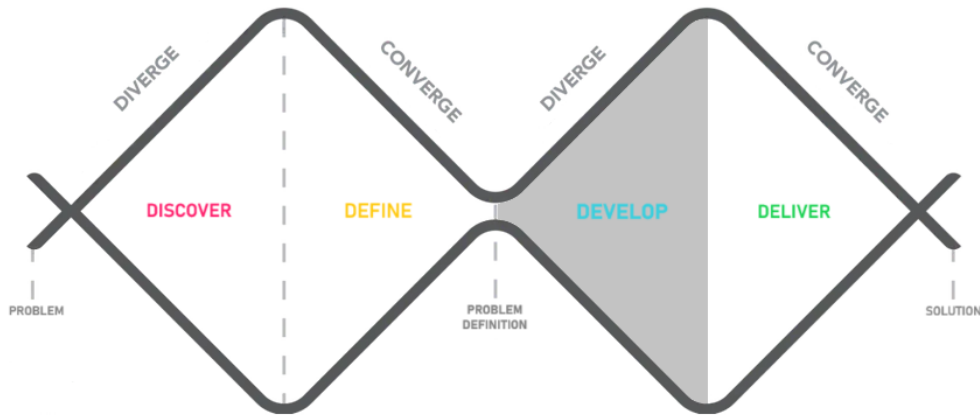 DIVERGE
CONVERGE
DIVERGE
CONVERGE
DISCOVER
DEFINE
DEVELOP
DELIVER
PROBLEM
PROBLEM
DEFINITION
SOLUTION